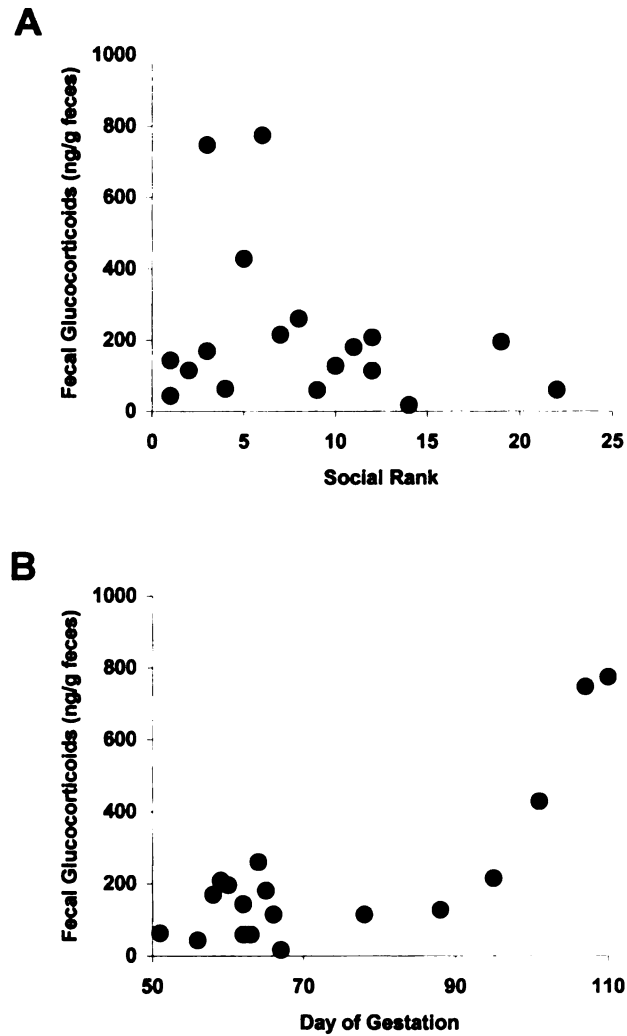 A
Fecal Glucocorticoids (ng/g feces)
1000
800
600
400
200
0
0 5 10 15 20 25
Social Rank
B
Fecal Glucocorticoids (ng/g feces)
1000
800
600
400
200
0
50 70 90 110
Day of Gestation